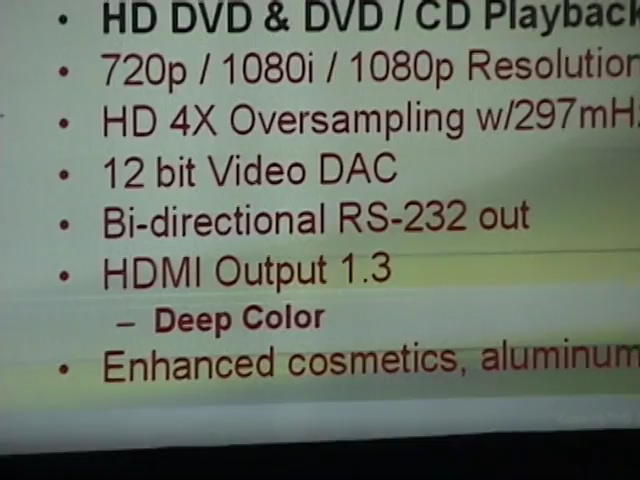 • HD DVD & DVD / CD Playback
• 720p / 1080i / 1080p Resolution
• HD 4X Oversampling w/297mH
• 12 bit Video DAC
• Bi-directional RS-232 out
• HDMI Output 1.3
– Deep Color
• Enhanced cosmetics, aluminum